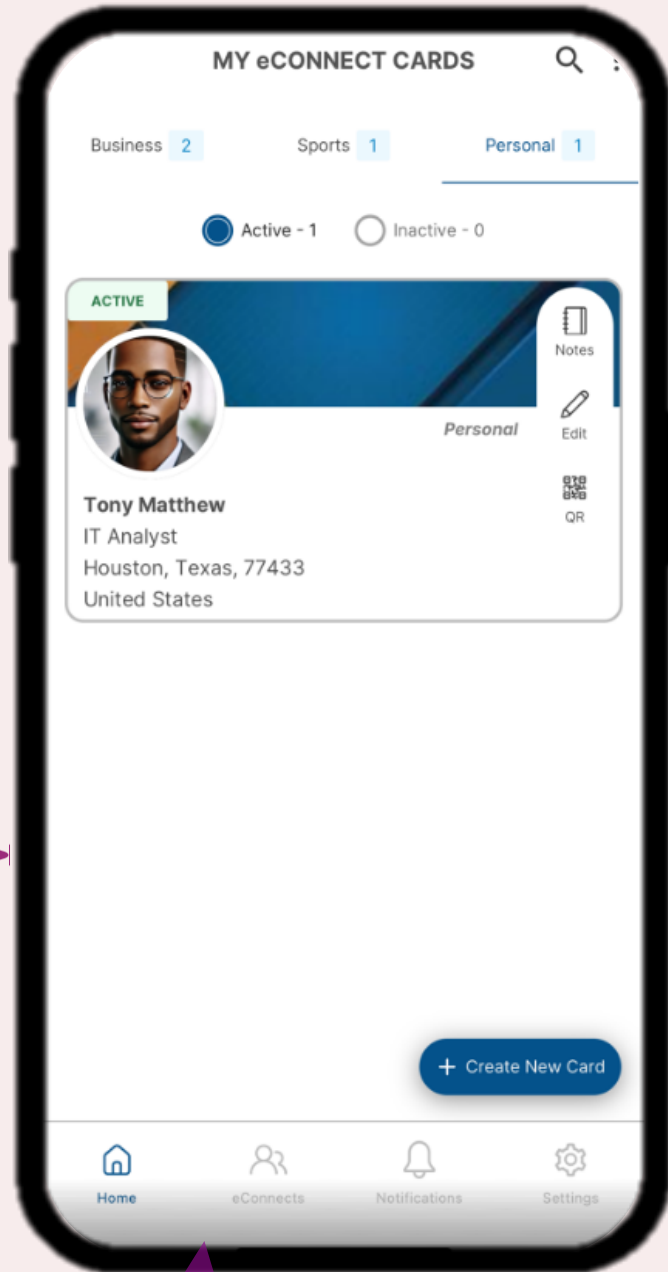 MY eCONNECT CARDS
Business 2 Sports 1 Personal 1
Active - 1 Inactive - 0
ACTIVE
Notes
Personal
Edit
QR
Tony Matthew
IT Analyst
Houston, Texas, 77433
United States
+ Create New Card
Home eConnects Notifications Settings